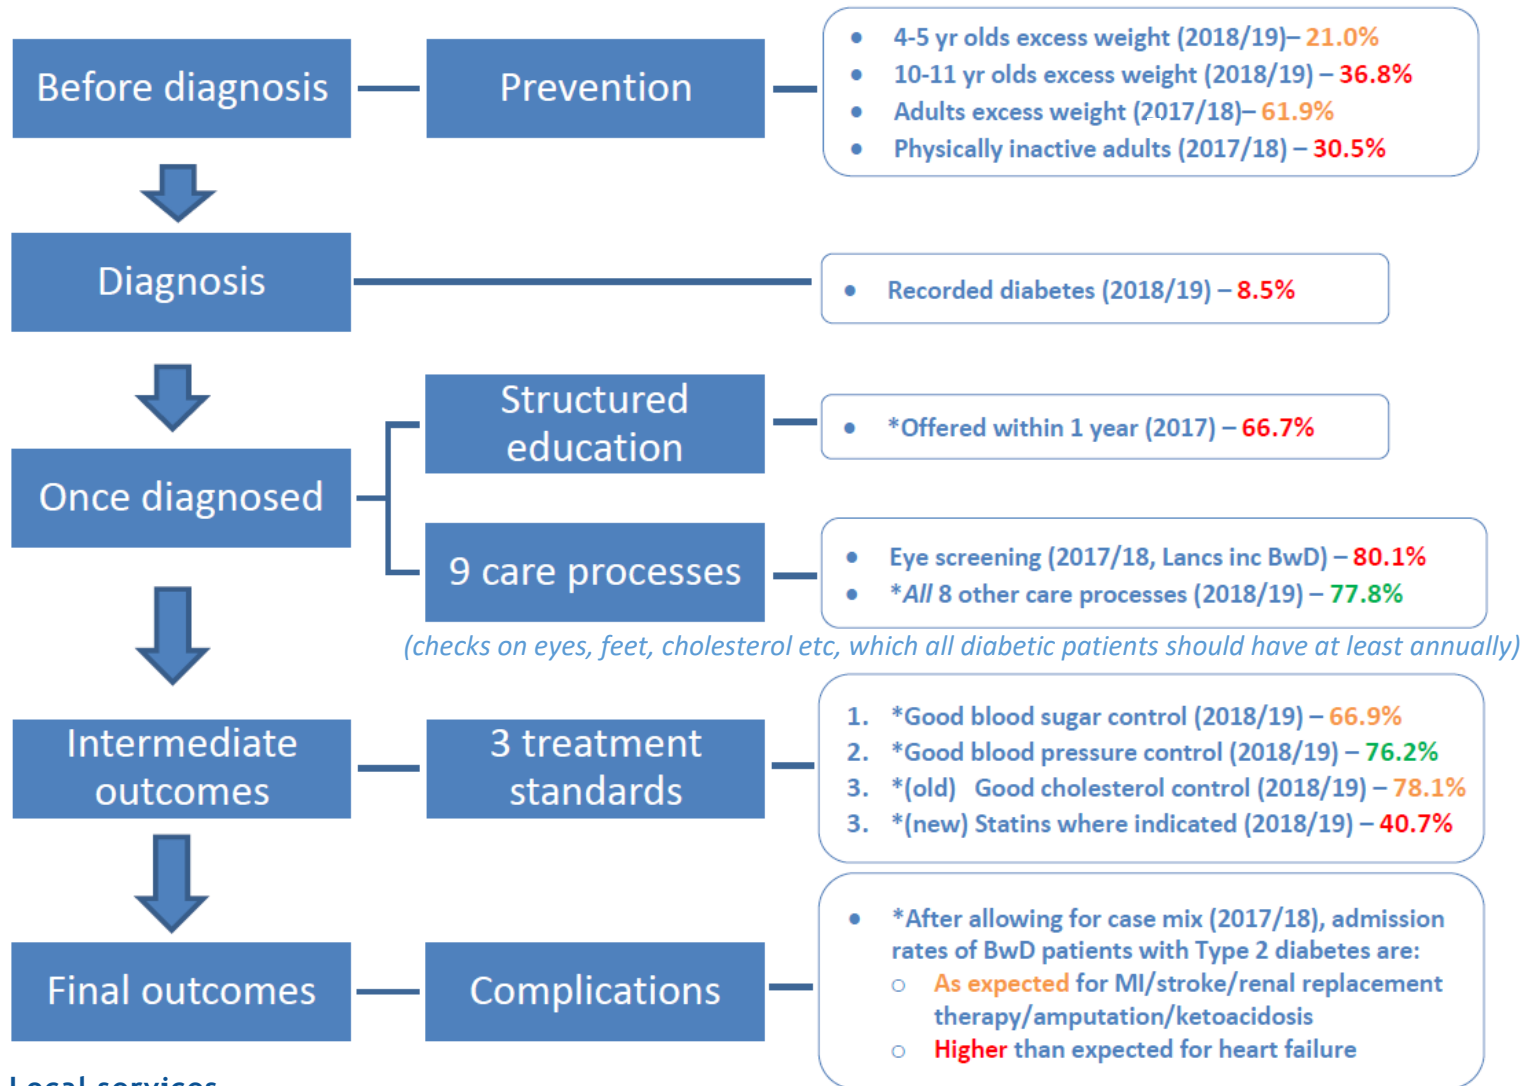 Before diagnosis
Prevention
• 4-5 yr olds excess weight (2018/19)– 21.0%
• 10-11 yr olds excess weight (2018/19) – 36.8%
• Adults excess weight (2017/18)– 61.9%
• Physically inactive adults (2017/18) – 30.5%
Diagnosis
• Recorded diabetes (2018/19) – 8.5%
Once diagnosed
Structured
education
• *Offered within 1 year (2017) – 66.7%
9 care processes
• Eye screening (2017/18, Lancs inc BwD) – 80.1%
• *All 8 other care processes (2018/19) – 77.8%
(checks on eyes, feet, cholesterol etc, which all diabetic patients should have at least annually)
Intermediate
outcomes
3 treatment
standards
1. *Good blood sugar control (2018/19) – 66.9%
2. *Good blood pressure control (2018/19) – 76.2%
3. *(old) Good cholesterol control (2018/19) – 78.1%
3. *(new) Statins where indicated (2018/19) – 40.7%
Final outcomes
Complications
• *After allowing for case mix (2017/18), admission
rates of BwD patients with Type 2 diabetes are:
○ As expected for MI/stroke/renal replacement
therapy/amputation/ketoacidosis
○ Higher than expected for heart failure
Local services